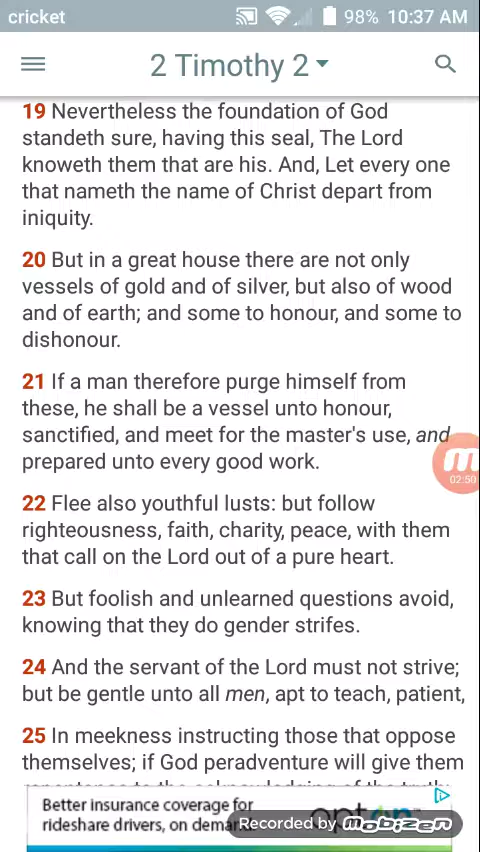 cricket 98% 10:37 AM
2 Timothy 2
19 Nevertheless the foundation of God
standeth sure, having this seal, The Lord
knoweth them that are his. And, Let every one
that nameth the name of Christ depart from
iniquity.
20 But in a great house there are not only
vessels of gold and of silver, but also of wood
and of earth; and some to honour, and some to
dishonour.
21 If a man therefore purge himself from
these, he shall be a vessel unto honour,
sanctified, and meet for the master's use, and
prepared unto every good work.
02:50
22 Flee also youthful lusts: but follow
righteousness, faith, charity, peace, with them
that call on the Lord out of a pure heart.
23 But foolish and unlearned questions avoid,
knowing that they do gender strifes.
24 And the servant of the Lord must not strive;
but be gentle unto all men, apt to teach, patient,
25 In meekness instructing those that oppose
themselves; if God peradventure will give them
Better insurance coverage for
rideshare drivers, on demand
Recorded by mobizen